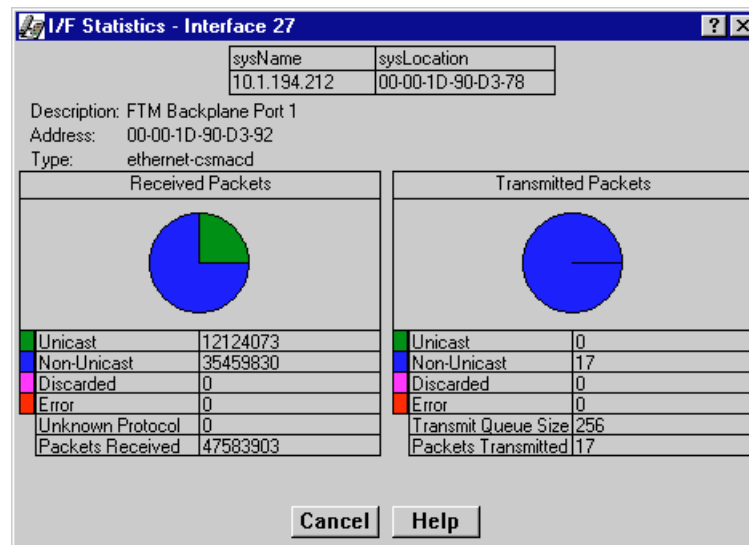 I/F Statistics - Interface 27
sysName sysLocation
10.1.194.212 00-00-1D-90-D3-78
Description: FTM Backplane Port 1
Address: 00-00-1D-90-D3-92
Type: ethernet-csmacd
Received Packets
Unicast 12124073
Non-Unicast 35459830
Discarded 0
Error 0
Unknown Protocol 0
Packets Received 47583903
Transmitted Packets
Unicast 0
Non-Unicast 17
Discarded 0
Error 0
Transmit Queue Size 256
Packets Transmitted 17
Cancel Help